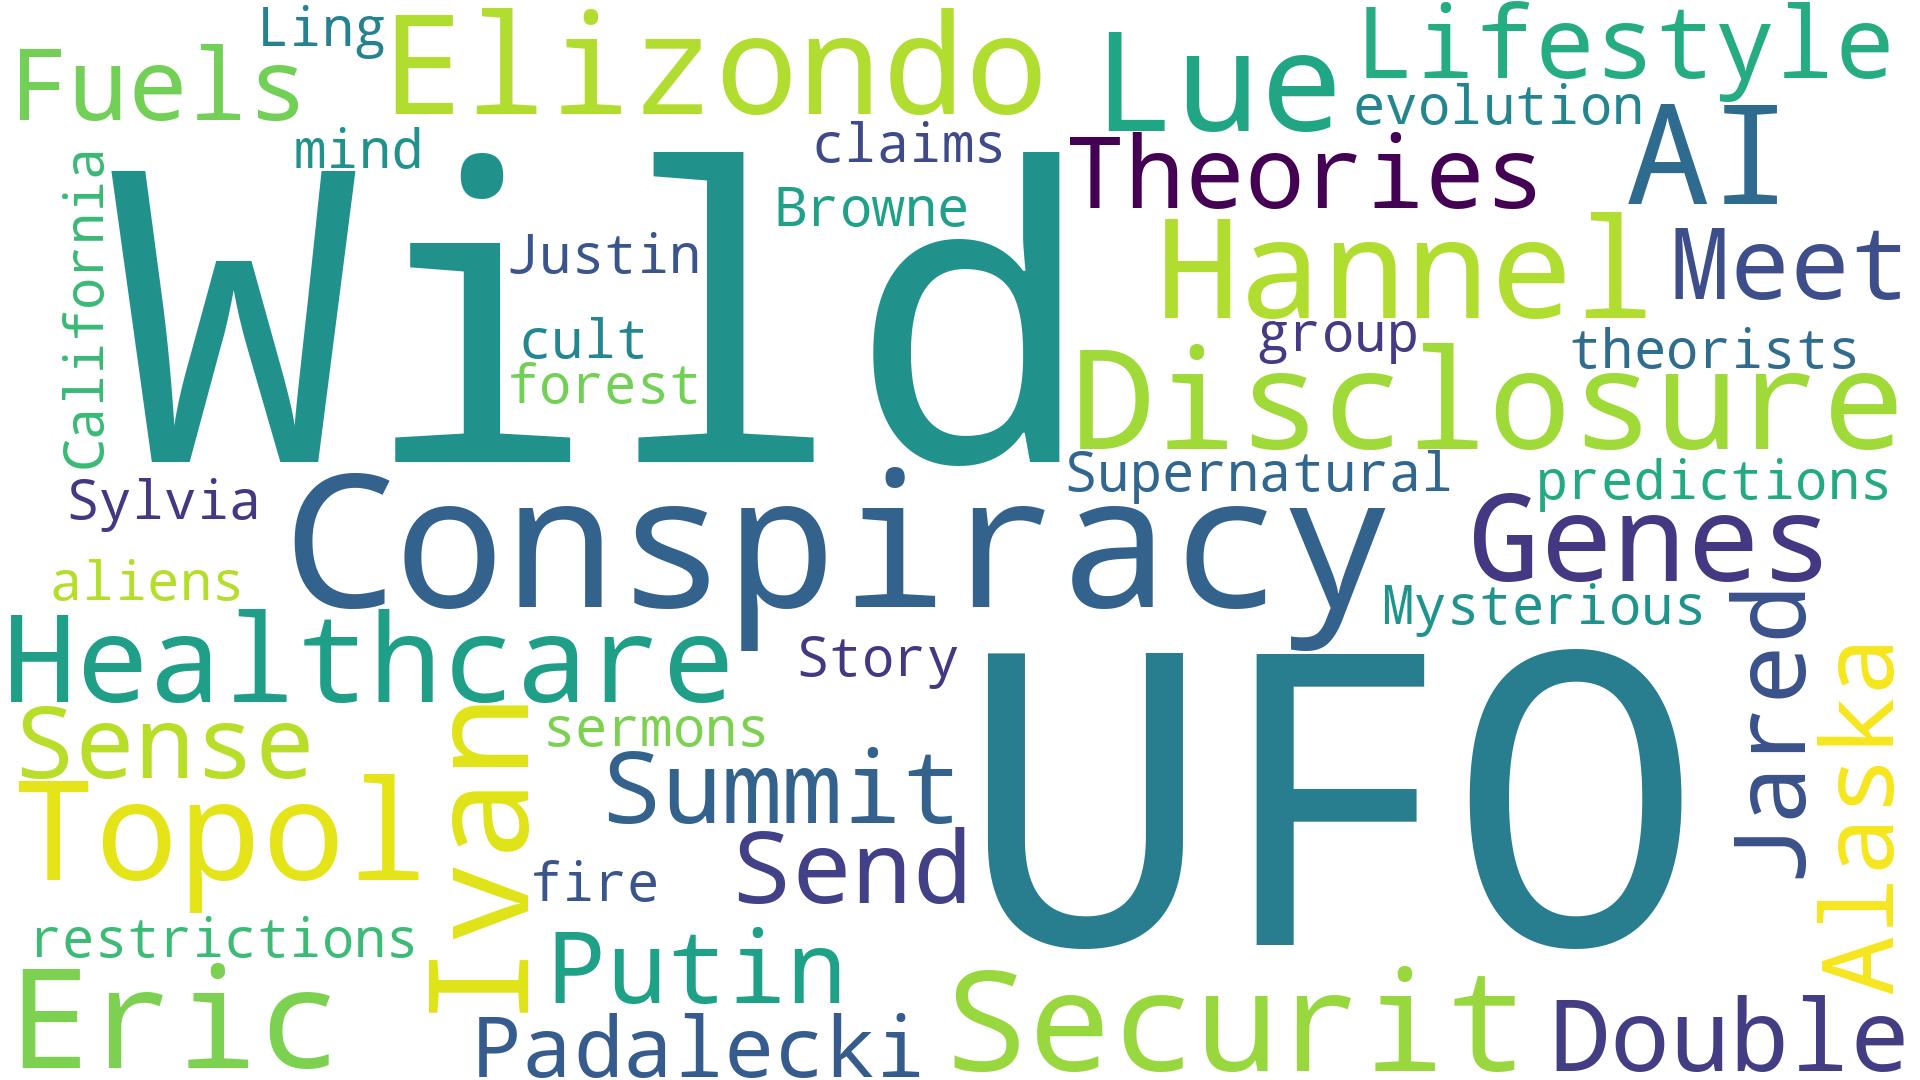 Ling
Elizondo
Lue
Lifestyle
Fuels
evolution
mind
claims
Theories
AI
California
Wild
Browne
Justin
Hannel
Meet
cult
group
theorists
forest
Disclosure
Sylvia
Conspiracy
Supernatural
predictions
Genes
aliens
Mysterious
Healthcare
Story
Jared
Alaska
Sense
Ivan
sermons
UFO
Topol
Summit
Send
fire
restrictions
Putin
Eric
Padalecki
Securit
Double